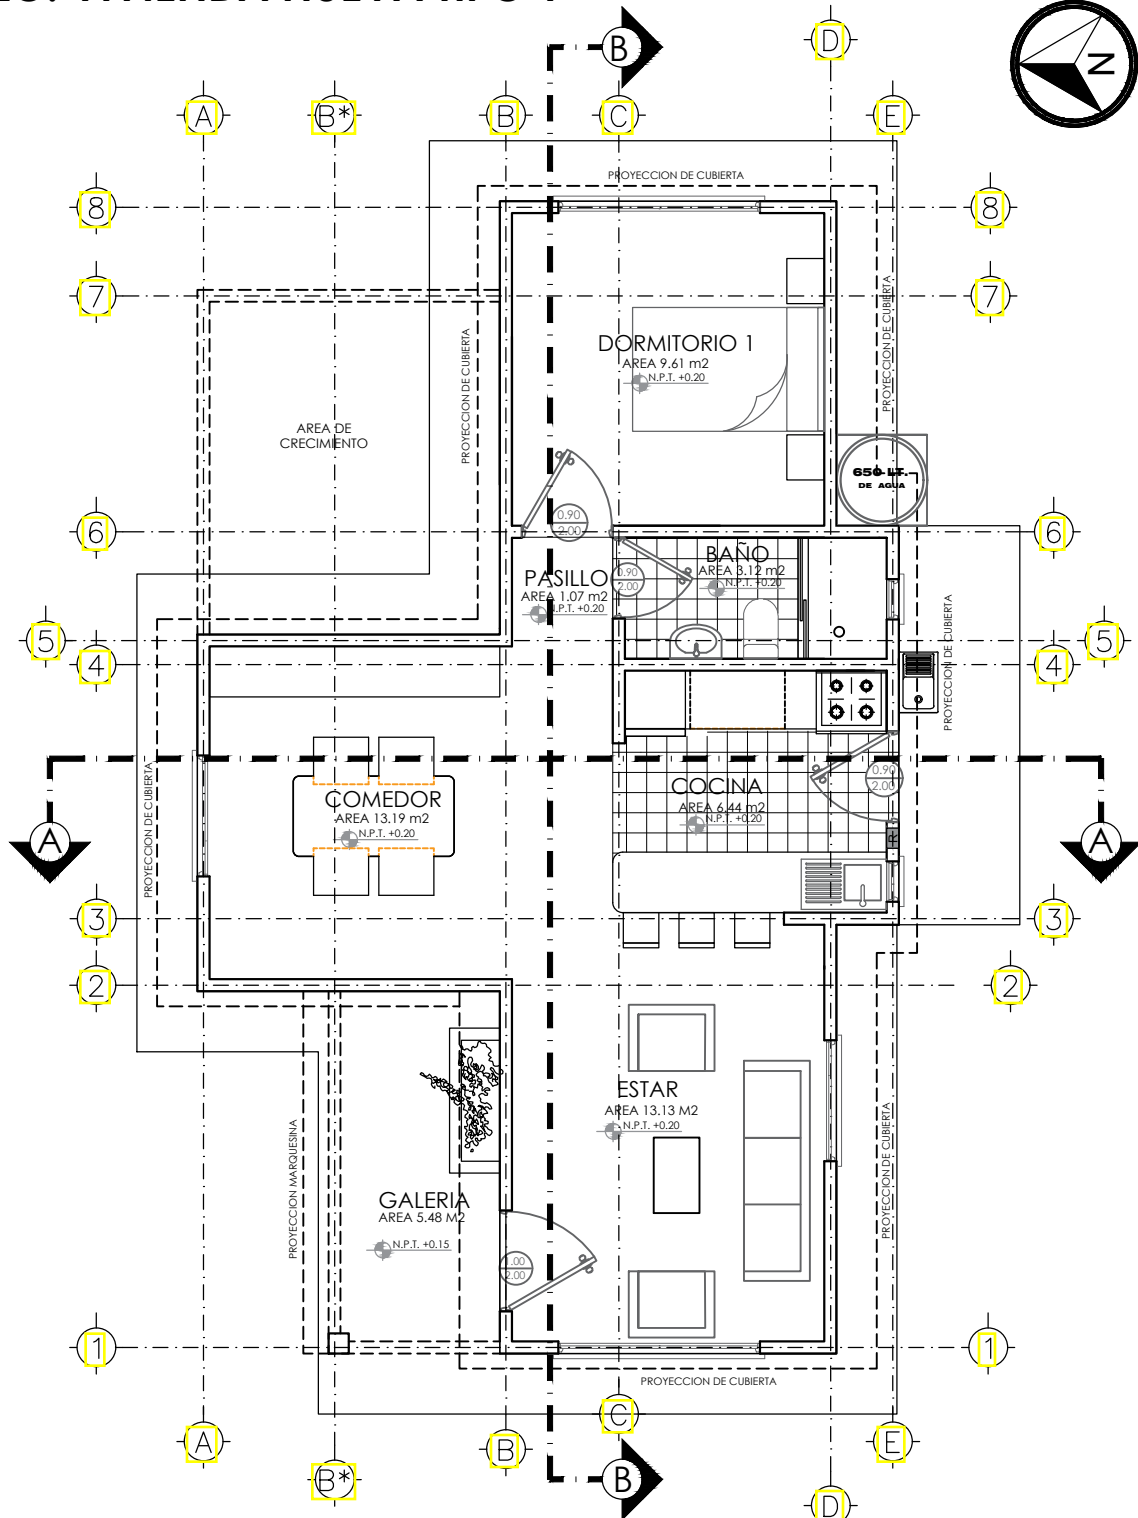 B
D
N
A
B*
B
C
E
PROYECCION DE CUBIERTA
8
8
7
7
PROYECCION DE CUBIERTA
PROYECCION DE CUBIERTA
DORMITORIO 1
AREA 9.61 m2
N.P.T. +0.20
AREA DE
CRECIMIENTO
650 LT.
DE AGUA
0.90
2.00
6
6
BAÑO
AREA 3.12 m2
N.P.T. +0.20
PASILLO
AREA 1.07 m2
N.P.T. +0.20
0.90
2.00
PROYECCION DE CUBIERTA
5
5
4
4
PROYECCION DE CUBIERTA
COMEDOR
AREA 13.19 m2
N.P.T. +0.20
COCINA
AREA 6.44 m2
N.P.T. +0.20
0.90
2.00
R
A
A
3
3
2
2
ESTAR
AREA 13.13 M2
N.P.T. +0.20
PROYECCION MARQUESINA
PROYECCION DE CUBIERTA
GALERIA
AREA 5.48 M2
N.P.T. +0.15
1.00
2.00
1
1
PROYECCION DE CUBIERTA
C
A
B
E
B*
B
D